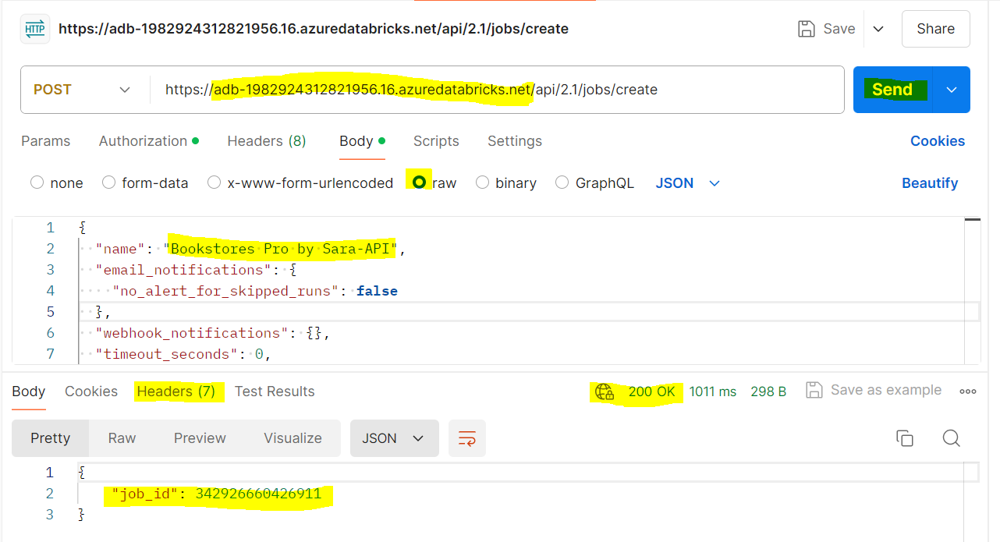 HTTP https://adb-1982924312821956.16.azuredatabricks.net/api/2.1/jobs/create Save Share
POST https://adb-1982924312821956.16.azuredatabricks.net/api/2.1/jobs/create Send
Params Authorization Headers (8) Body Scripts Settings Cookies
none form-data x-www-form-urlencoded raw binary GraphQL JSON Beautify
1 {
2 "name": "Bookstores Pro by Sara-API",
3 "email_notifications": {
4 "no_alert_for_skipped_runs": false
5 },
6 "webhook_notifications": {},
7 "timeout_seconds": 0,
Body Cookies Headers (7) Test Results 200 OK 1011 ms 298 B Save as example
Pretty Raw Preview Visualize JSON
1 {
2 "job_id": 342926660426911
3 }